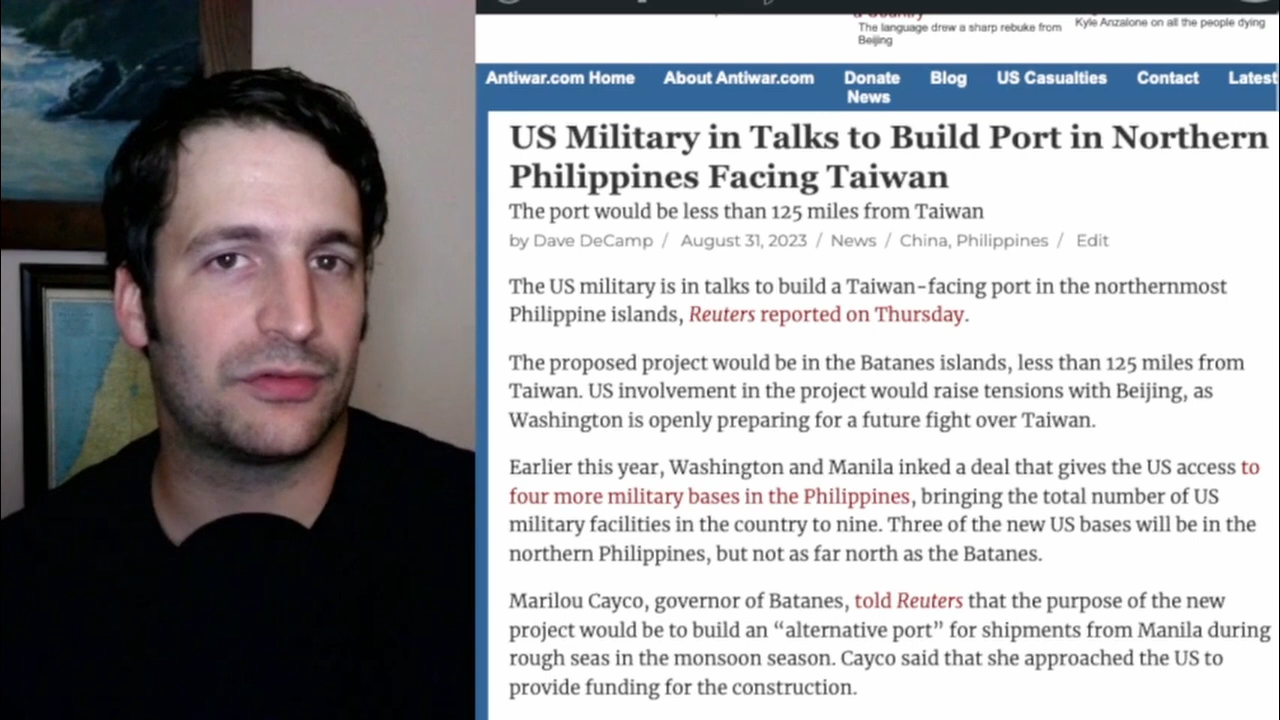 The language drew a sharp rebuke from
Beijing
Kyle Anzalone on all the people dying
Antiwar.com Home About Antiwar.com Donate Blog US Casualties Contact Latest
News
US Military in Talks to Build Port in Northern
Philippines Facing Taiwan
The port would be less than 125 miles from Taiwan
by Dave DeCamp / August 31, 2023 / News / China, Philippines / Edit
The US military is in talks to build a Taiwan-facing port in the northernmost
Philippine islands, Reuters reported on Thursday.
The proposed project would be in the Batanes islands, less than 125 miles from
Taiwan. US involvement in the project would raise tensions with Beijing, as
Washington is openly preparing for a future fight over Taiwan.
Earlier this year, Washington and Manila inked a deal that gives the US access to
four more military bases in the Philippines, bringing the total number of US
military facilities in the country to nine. Three of the new US bases will be in the
northern Philippines, but not as far north as the Batanes.
Marilou Cayco, governor of Batanes, told Reuters that the purpose of the new
project would be to build an “alternative port” for shipments from Manila during
rough seas in the monsoon season. Cayco said that she approached the US to
provide funding for the construction.